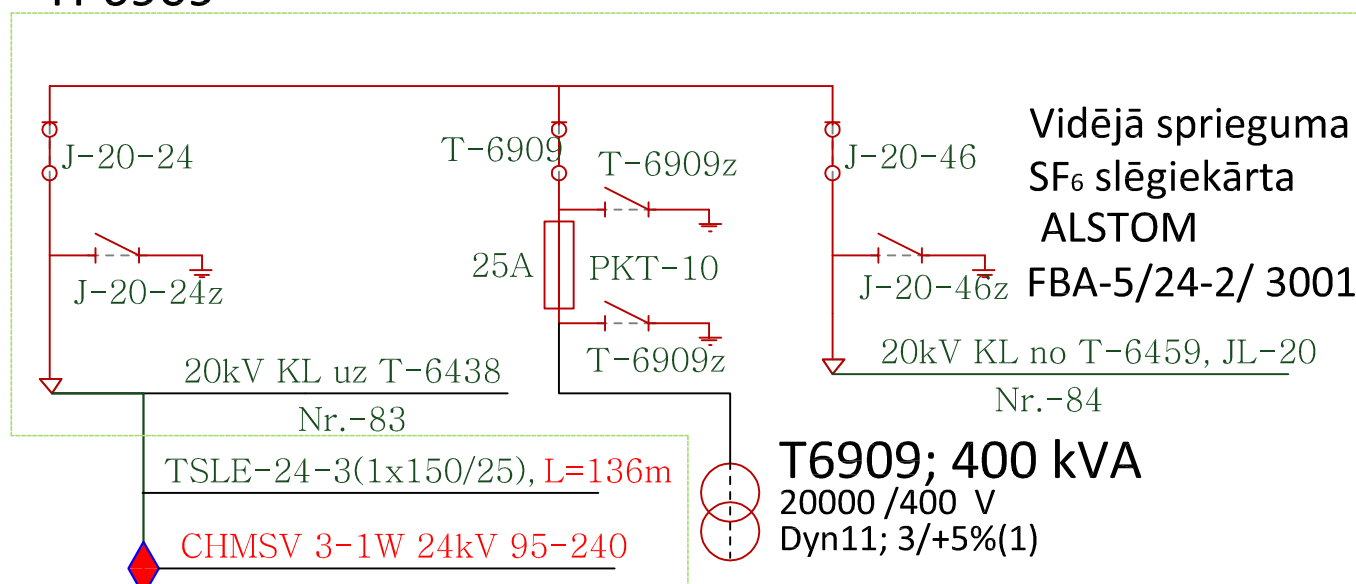 J-20-24
T-6909
T-6909z
J-20-46
Vidējā sprieguma
SF₆ slēgiekārta
ALSTOM
FBA-5/24-2/ 3001
25A
PKT-10
J-20-24z
J-20-46z
T-6909z
20kV KL uz T-6438
Nr.-83
20kV KL no T-6459, JL-20
Nr.-84
TSLE-24-3(1x150/25), L=136m
T6909; 400 kVA
20000 /400 V
Dyn11; 3/+5%(1)
CHMSV 3-1W 24kV 95-240